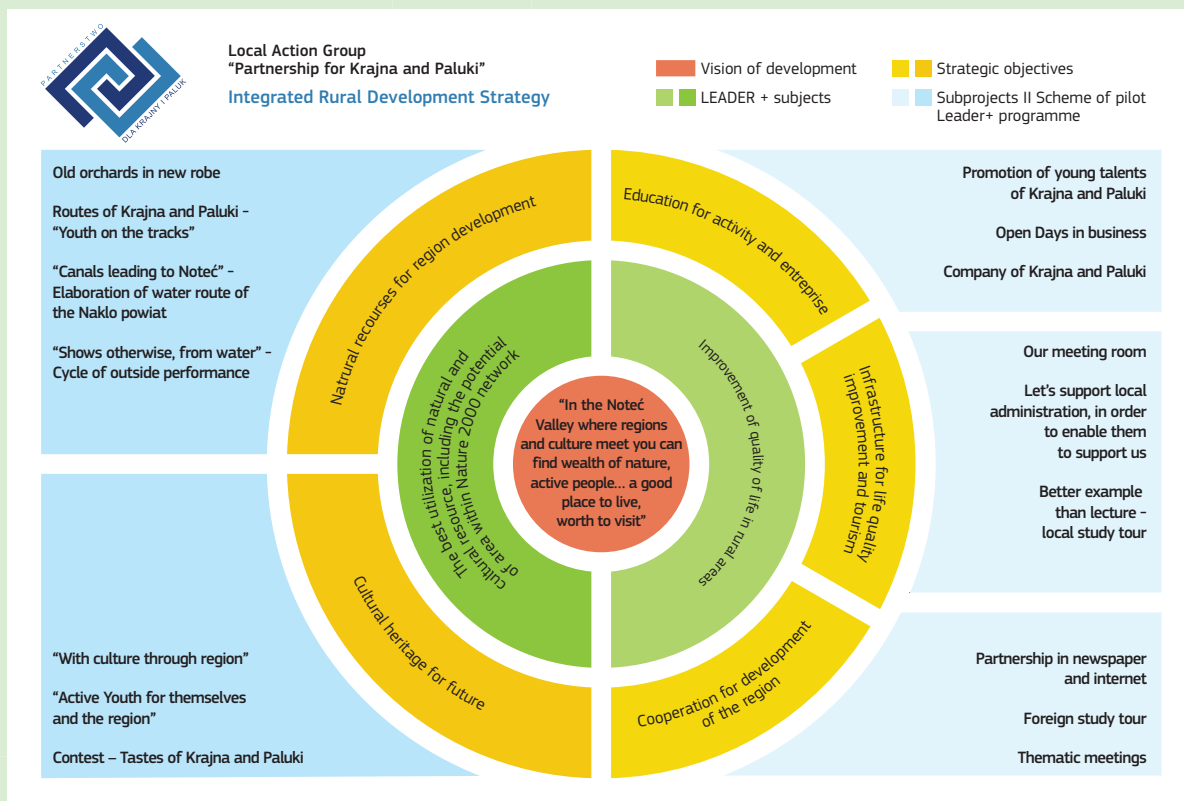 PARTNERSTWO
DLA KRAJNY I PALUK
Local Action Group
“Partnership for Krajna and Paluki”
Integrated Rural Development Strategy
Vision of development
LEADER + subjects
Strategic objectives
Subprojects II Scheme of pilot
Leader+ programme
Old orchards in new robe
Routes of Krajna and Paluki –
“Youth on the tracks”
“Canals leading to Noteć” –
Elaboration of water route of
the Naklo powiat
“Shows otherwise, from water” –
Cycle of outside performance
“With culture through region”
“Active Youth for themselves
and the region”
Contest – Tastes of Krajna and Paluki
Natrural recourses for region development
Cultural heritage for future
The best utilization of natural and
cultural resource, including the potential
of area within Nature 2000 network
“In the Noteć
Valley where regions
and culture meet you can
find wealth of nature,
active people... a good
place to live,
worth to visit”
Improvement of quality of life in rural areas
Education for activity and entreprise
Infrastructure for life quality
improvement and tourism
Cooperation for development
of the region
Promotion of young talents
of Krajna and Paluki
Open Days in business
Company of Krajna and Paluki
Our meeting room
Let’s support local
administration, in order
to enable them
to support us
Better example
than lecture –
local study tour
Partnership in newspaper
and internet
Foreign study tour
Thematic meetings